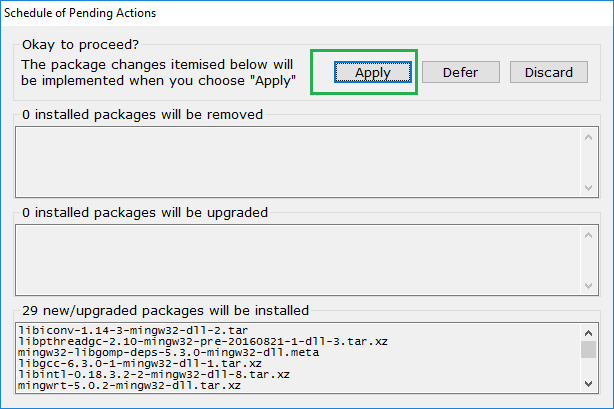 Schedule of Pending Actions
Okay to proceed?
The package changes itemised below will
be implemented when you choose "Apply"
Apply
Defer
Discard
0 installed packages will be removed
0 installed packages will be upgraded
29 new/upgraded packages will be installed
libiconv-1.14-3-mingw32-dll-2.tar
libpthreadgc-2.10-mingw32-pre-20160821-1-dll-3.tar.xz
mingw32-libgomp-deps-5.3.0-mingw32-dll.meta
libgcc-6.3.0-1-mingw32-dll-1.tar.xz
libintl-0.18.3.2-2-mingw32-dll-8.tar.xz
mingwrt-5.0.2-mingw32-dll.tar.xz